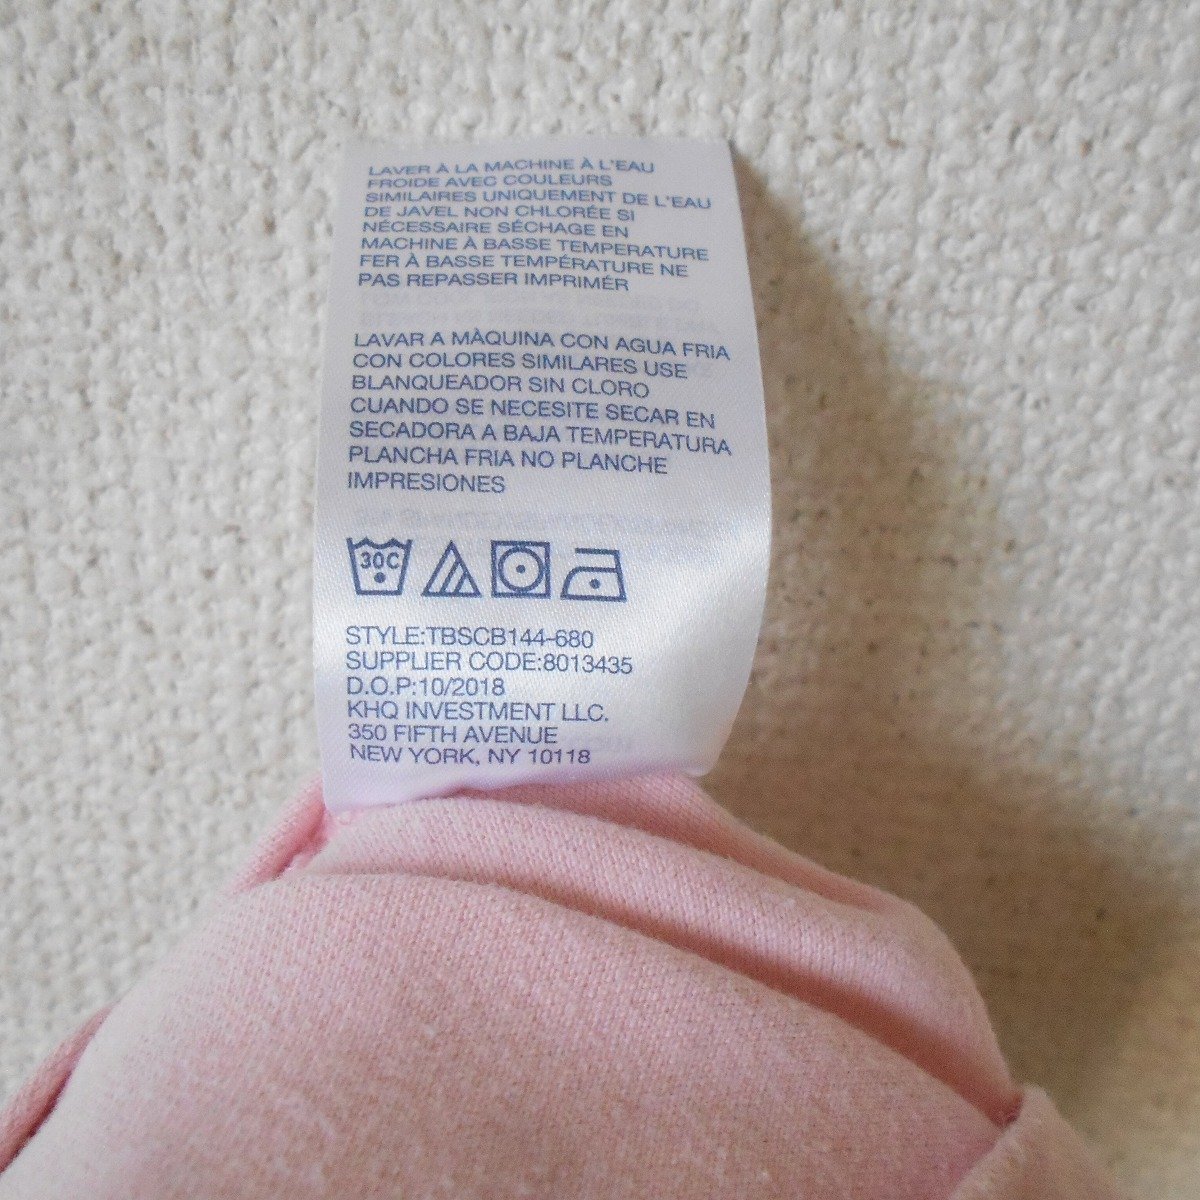 LAVER À LA MACHINE À L'EAU
FROIDE AVEC COULEURS
SIMILAIRES UNIQUEMENT DE L'EAU
DE JAVEL NON CHLORÉE SI
NÉCESSAIRE SÉCHAGE EN
MACHINE À BASSE TEMPERATURE
FER À BASSE TEMPÉRATURE NE
PAS REPASSER IMPRIMÉR
LAVAR A MÀQUINA CON AGUA FRIA
CON COLORES SIMILARES USE
BLANQUEADOR SIN CLORO
CUANDO SE NECESITE SECAR EN
SECADORA A BAJA TEMPERATURA
PLANCHA FRIA NO PLANCHE
IMPRESIONES
30C
STYLE:TBSCB144-680
SUPPLIER CODE:8013435
D.O.P:10/2018
KHQ INVESTMENT LLC.
350 FIFTH AVENUE
NEW YORK, NY 10118